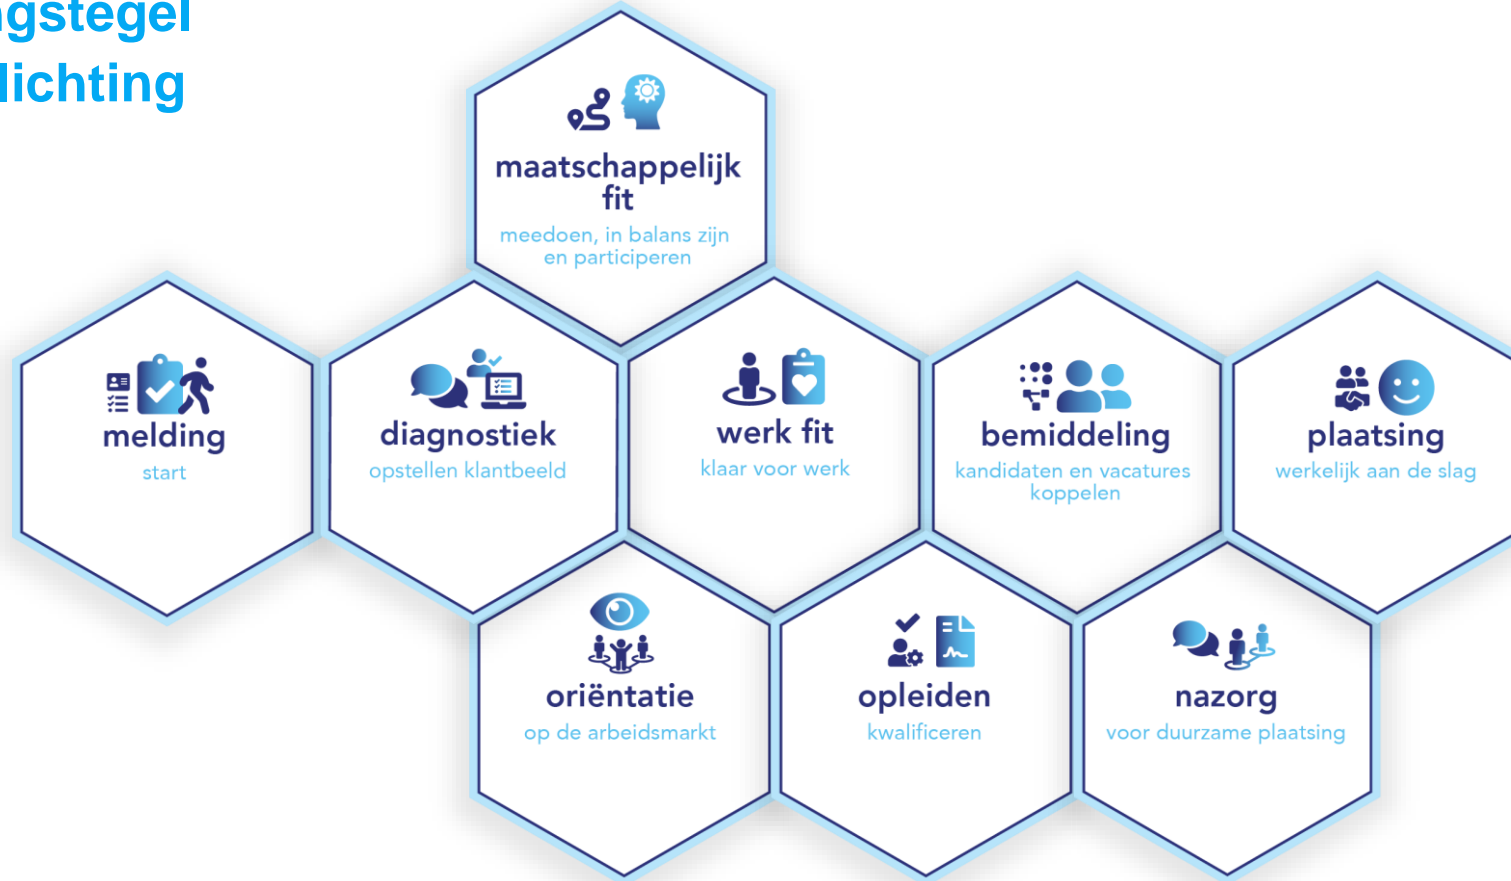 ngstegel
lichting
maatschappelijk
fit
meedoen, in balans zijn
en participeren
melding
start
diagnostiek
opstellen klantbeeld
werk fit
klaar voor werk
bemiddeling
kandidaten en vacatures
koppelen
plaatsing
werkelijk aan de slag
oriëntatie
op de arbeidsmarkt
opleiden
kwalificeren
nazorg
voor duurzame plaatsing